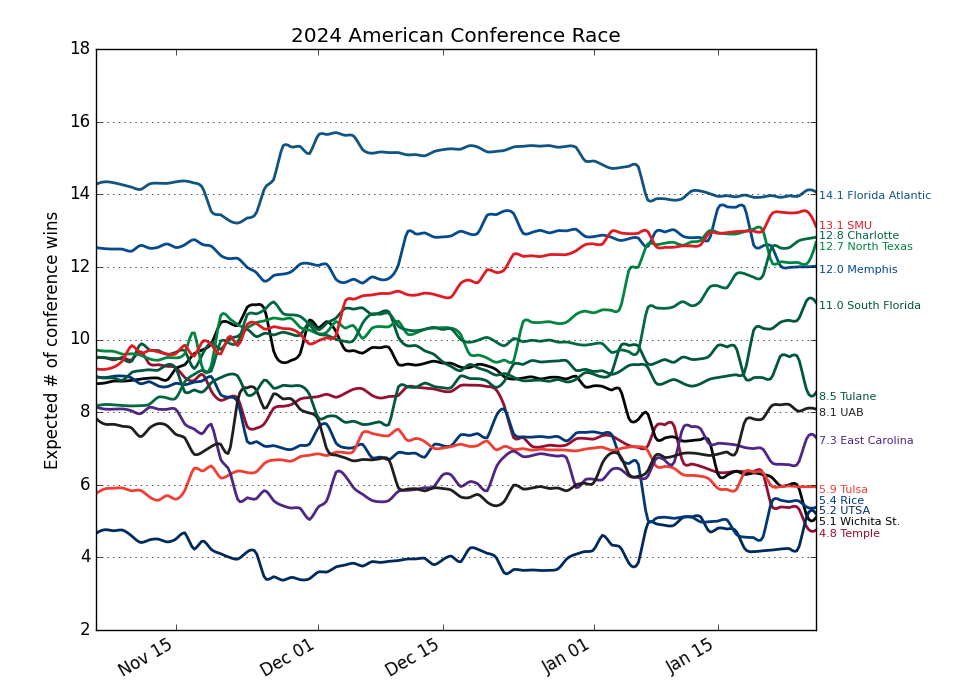 2024 American Conference Race
Expected # of conference wins
18
16
14
12
10
8
6
4
2
Nov 15
Dec 01
Dec 15
Jan 01
Jan 15
14.1 Florida Atlantic
13.1 SMU
12.8 Charlotte
12.7 North Texas
12.0 Memphis
11.0 South Florida
8.5 Tulane
8.1 UAB
7.3 East Carolina
5.9 Tulsa
5.4 Rice
5.2 UTSA
5.1 Wichita St.
4.8 Temple